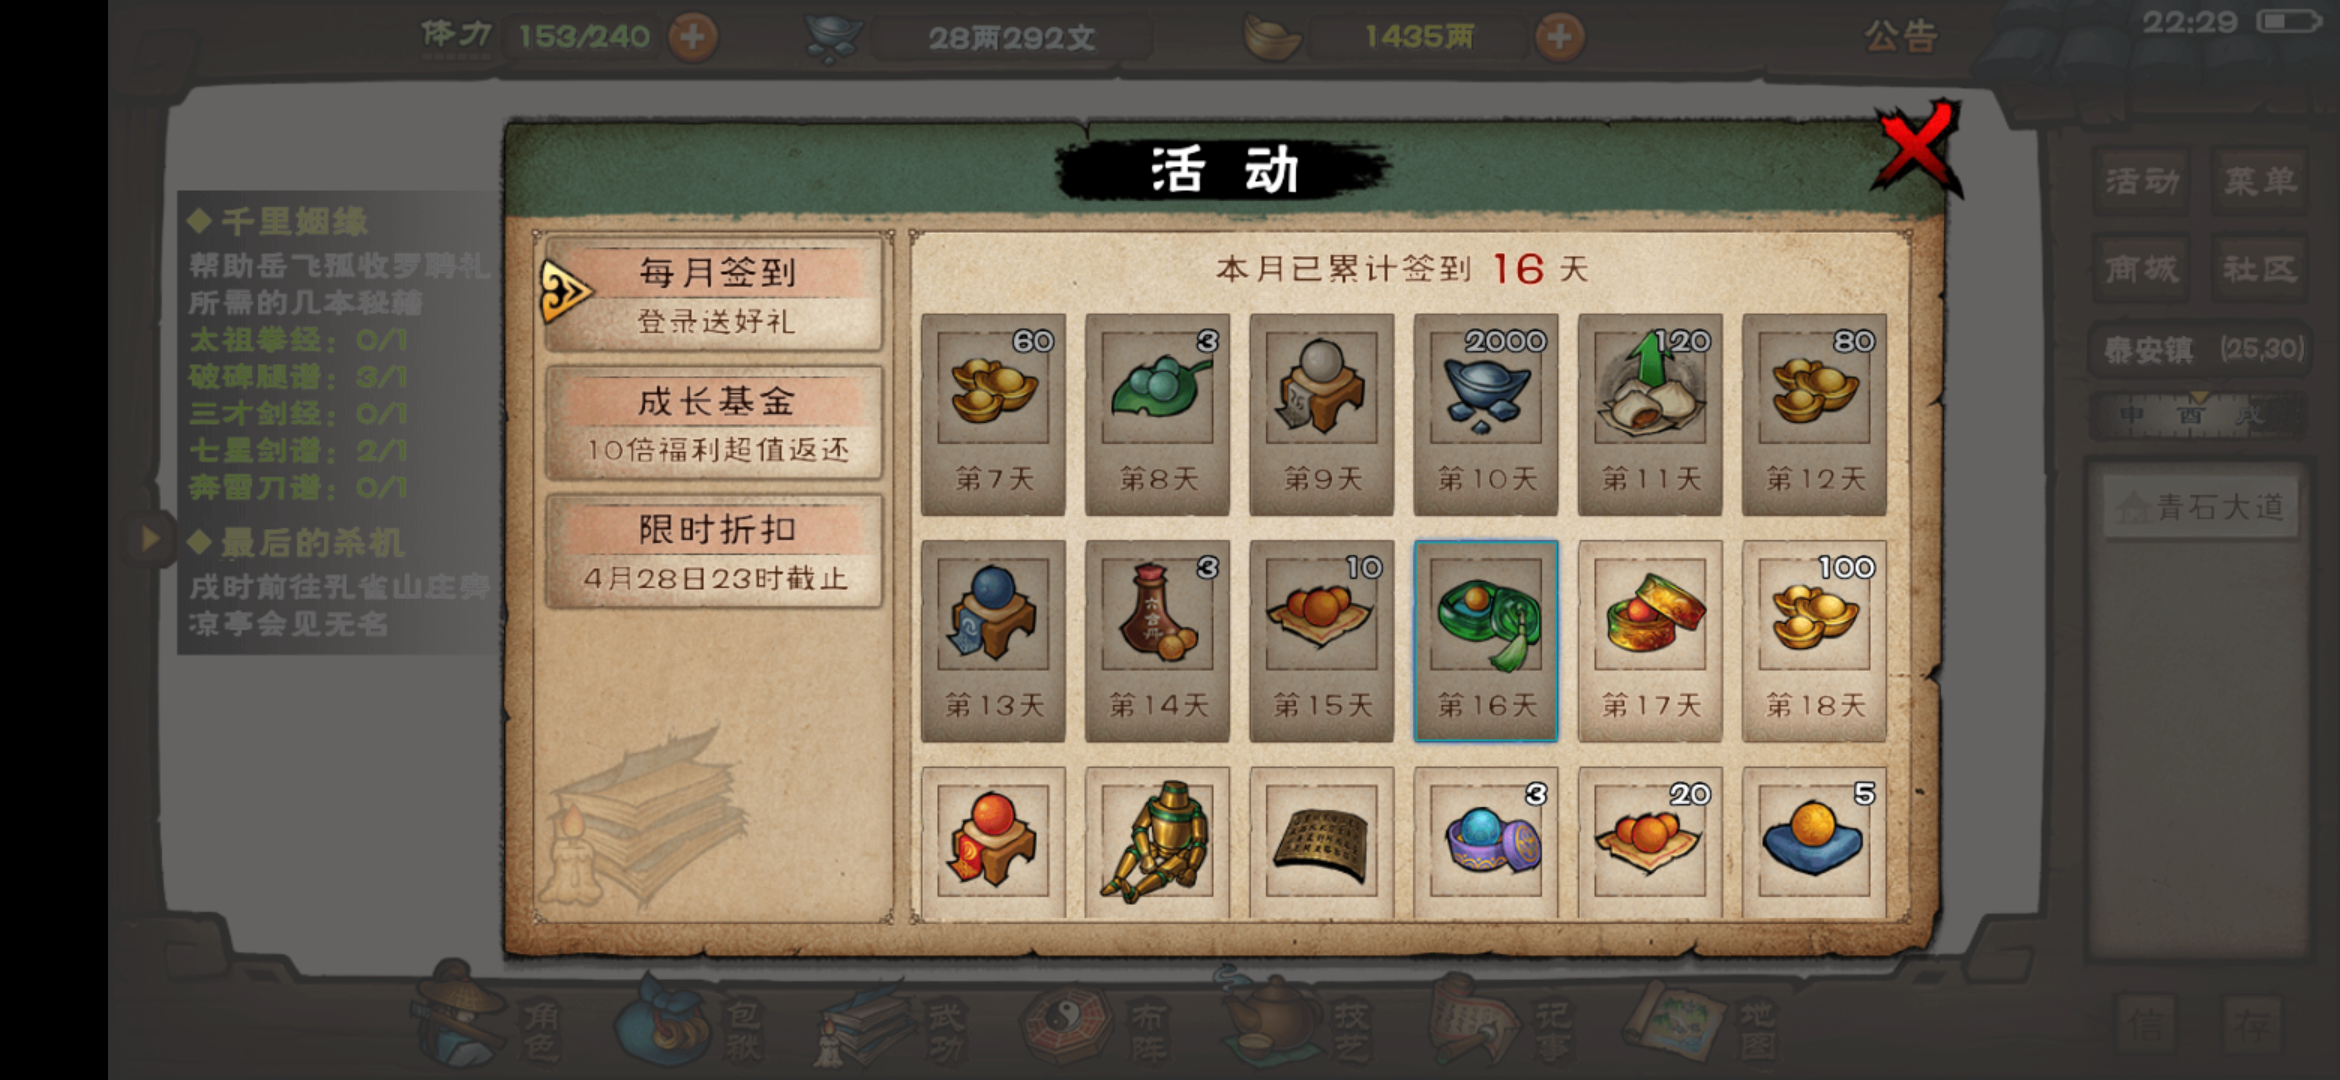 体力 153/240
28两292文
1435两
公告
22:29
活动
本月已累计签到 16 天
每月签到
登录送好礼
成长基金
10倍福利超值返还
限时折扣
4月28日23时截止
60
3
2000
120
80
第7天
第8天
第9天
第10天
第11天
第12天
3
10
100
第13天
第14天
第15天
第16天
第17天
第18天
3
20
5
千里姻缘
帮助岳飞孤收罗聘礼
所需的几本秘籍
太祖拳经：0/1
破碑腿谱：3/1
三才剑经：0/1
七星剑谱：2/1
奔雷刀谱：0/1
最后的杀机
戌时前往孔雀山庄旁
凉亭会见无名
活动 菜单
商城 社区
泰安镇 (25,30)
申 酉 戌
青石大道
角色
包袱
武功
布阵
技艺
记事
地图
信 存